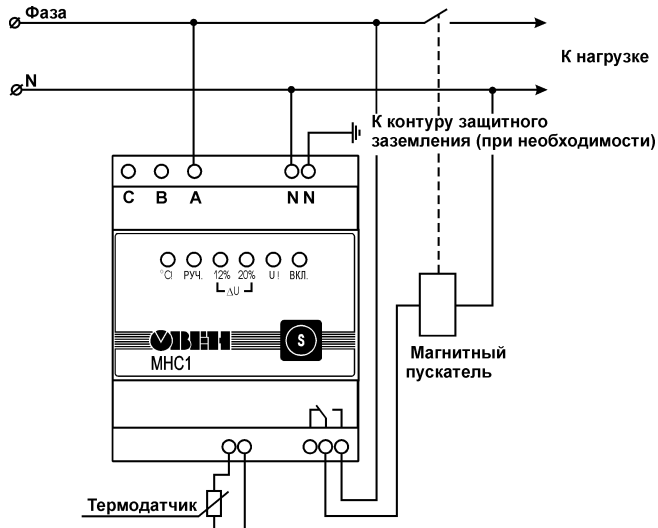 Фаза
К нагрузке
N
К контуру защитного
заземления (при необходимости)
C B A N N
°C! РУЧ. 12% 20% U! ВКЛ.
ΔU
ОВЕН S
МНС1
Магнитный
пускатель
Термодатчик